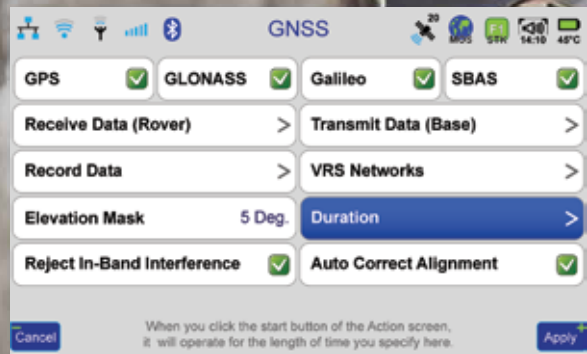 GNSS
20
MDS
F1
STK
14:10
45°C
GPS
GLONASS
Galileo
SBAS
Receive Data (Rover) >
Transmit Data (Base) >
Record Data >
VRS Networks >
Elevation Mask 5 Deg.
Duration >
Reject In-Band Interference
Auto Correct Alignment
Cancel
When you click the start button of the Action screen,
it will operate for the length of time you specify here.
Apply